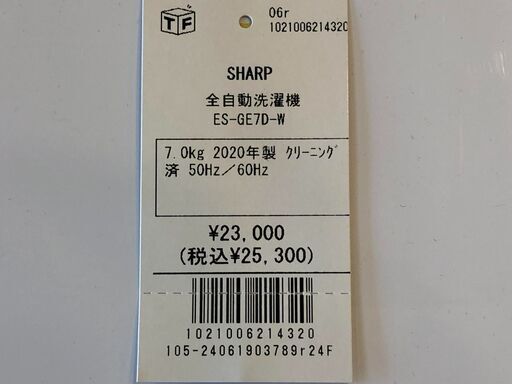 TF
06r
1021006214320
SHARP
全自動洗濯機
ES-GE7D-W
7.0kg 2020年製 ｸﾘｰﾆﾝｸﾞ
済 50Hz／60Hz
¥23,000
(税込¥25,300)
1021006214320
105-24061903789r24F